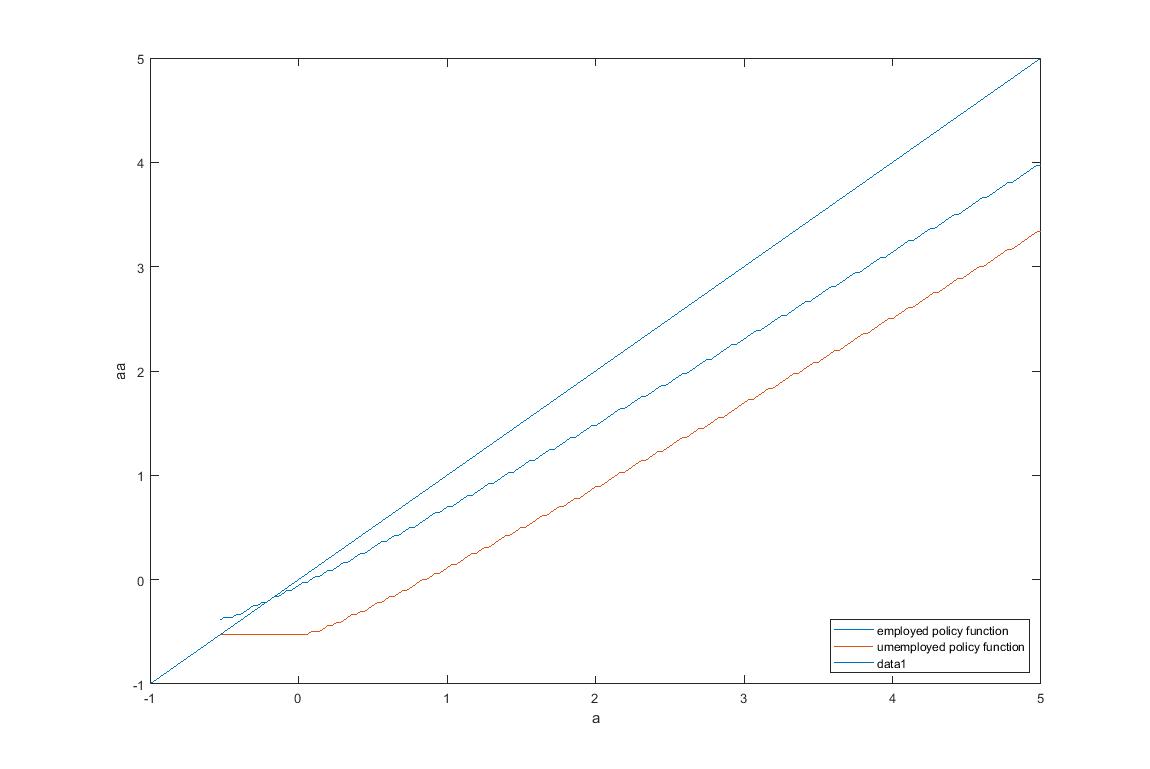 5
4
3
2
1
0
-1
aa
-1
0
1
2
3
4
5
a
employed policy function
umemployed policy function
data1